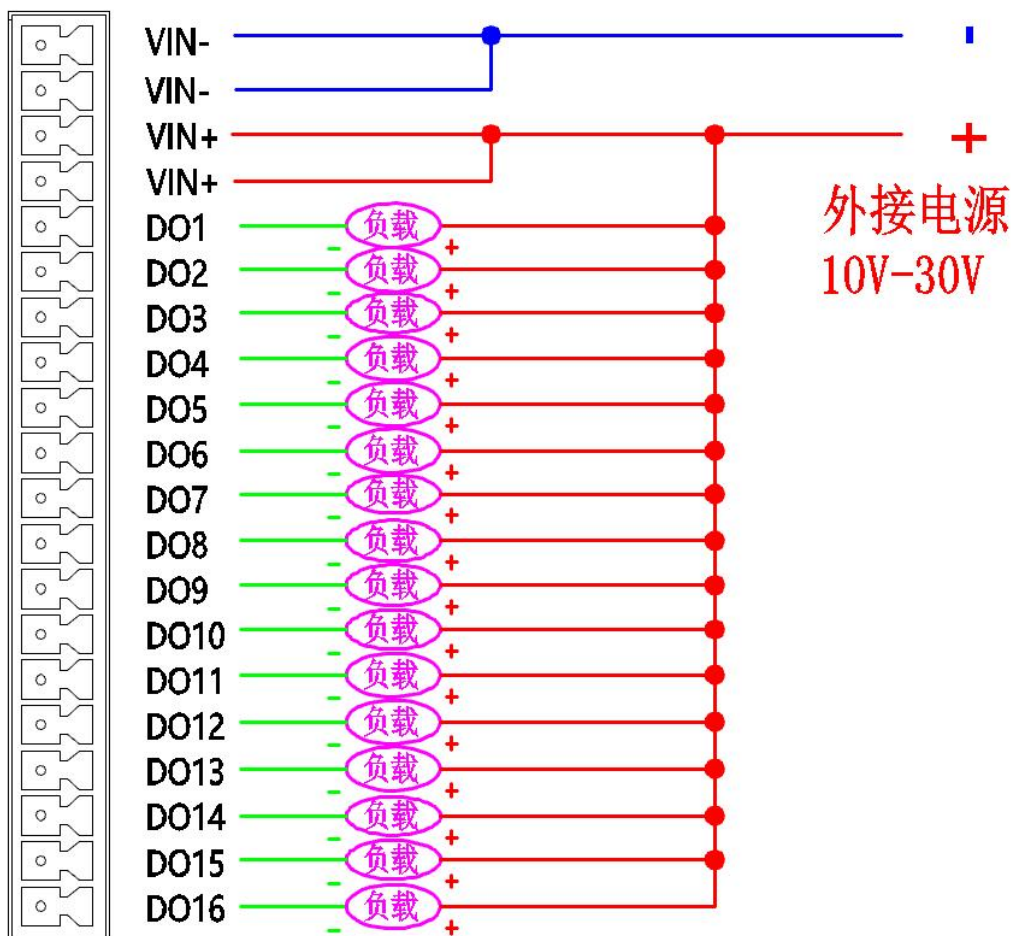 VIN- -
VIN-
VIN+ +
VIN+
外接电源
10V-30V
DO1 负载
- +
DO2 负载
- +
DO3 负载
- +
DO4 负载
- +
DO5 负载
- +
DO6 负载
- +
DO7 负载
- +
DO8 负载
- +
DO9 负载
- +
DO10 负载
- +
DO11 负载
- +
DO12 负载
- +
DO13 负载
- +
DO14 负载
- +
DO15 负载
- +
DO16 负载
- +